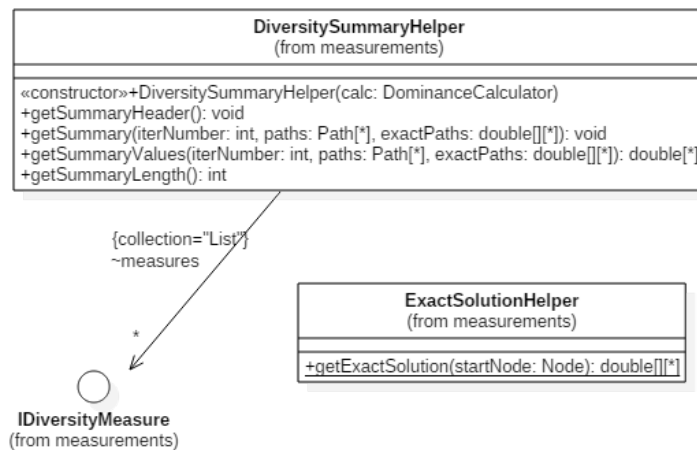 DiversitySummaryHelper
(from measurements)
«constructor»+DiversitySummaryHelper(calc: DominanceCalculator)
+getSummaryHeader(): void
+getSummary(iterNumber: int, paths: Path[*], exactPaths: double[][*]): void
+getSummaryValues(iterNumber: int, paths: Path[*], exactPaths: double[][*]): double[*]
+getSummaryLength(): int
{collection="List"}
~measures
*
ExactSolutionHelper
(from measurements)
+getExactSolution(startNode: Node): double[][*]
IDiversityMeasure
(from measurements)